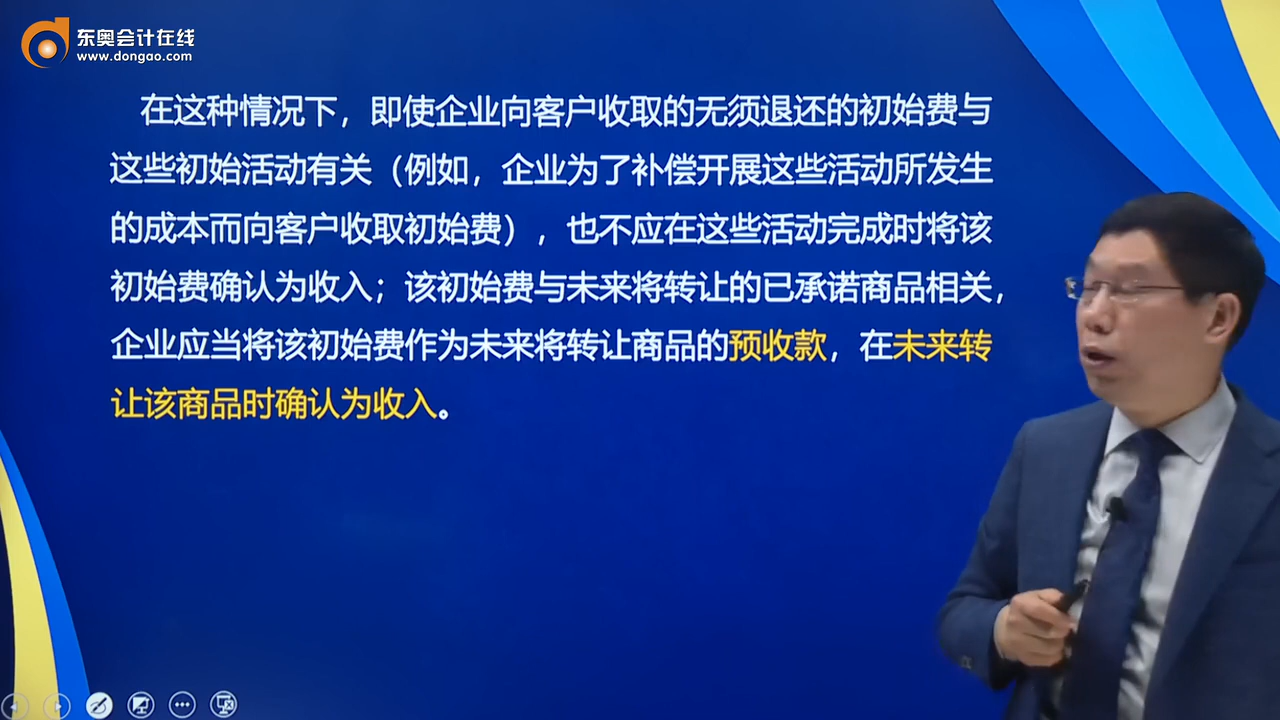 东奥会计在线
www.dongao.com
在这种情况下，即使企业向客户收取的无须退还的初始费与
这些初始活动有关（例如，企业为了补偿开展这些活动所发生
的成本而向客户收取初始费），也不应在这些活动完成时将该
初始费确认为收入；该初始费与未来将转让的已承诺商品相关，
企业应当将该初始费作为未来将转让商品的预收款，在未来转
让该商品时确认为收入。